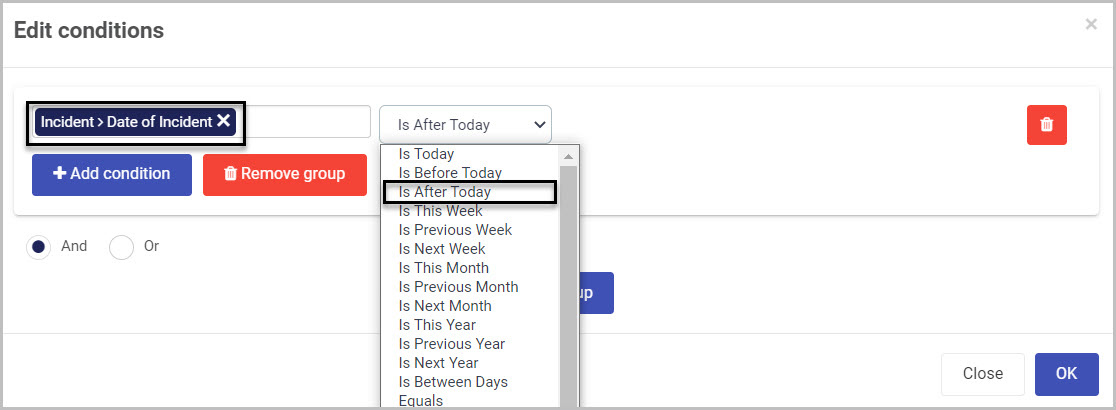 Edit conditions
×
Incident > Date of Incident ✕
Is After Today
Is Today
Is Before Today
Is After Today
Is This Week
Is Previous Week
Is Next Week
Is This Month
Is Previous Month
Is Next Month
Is This Year
Is Previous Year
Is Next Year
Is Between Days
Equals
+ Add condition
Remove group
And
Or
up
Close
OK